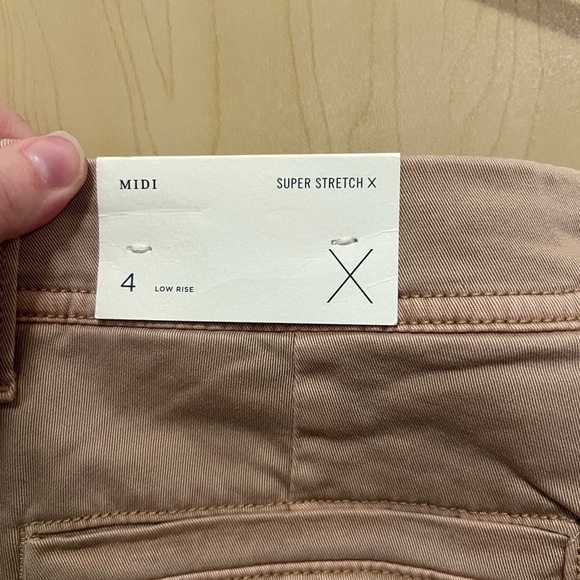 MIDI SUPER STRETCH X
4 LOW RISE X